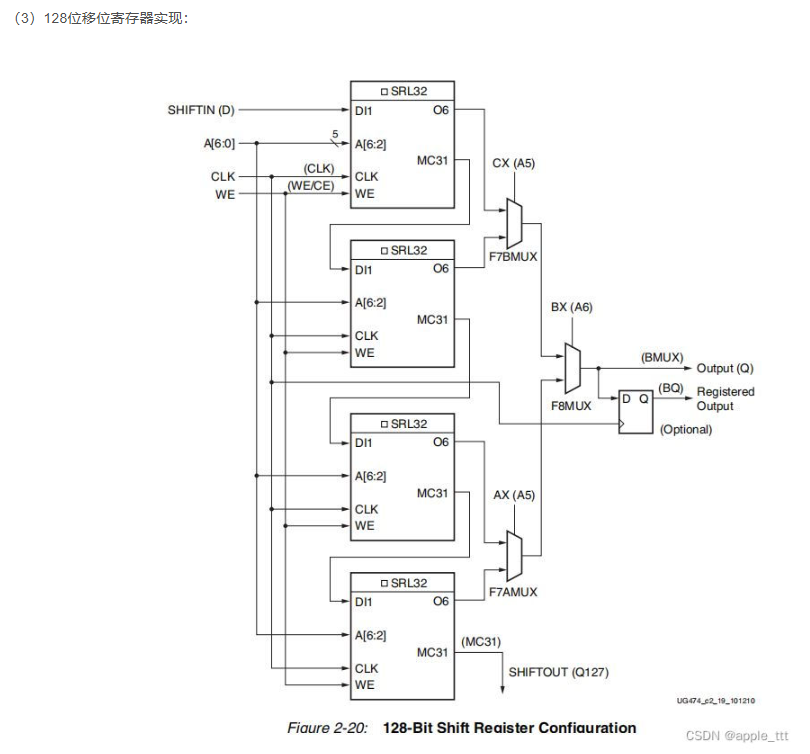 （3）128位移位寄存器实现：
SRL32
SHIFTIN (D)
DI1
O6
5
A[6:0]
A[6:2]
MC31
CX (A5)
CLK
(CLK)
CLK
WE
(WE/CE)
WE
F7BMUX
SRL32
DI1
O6
A[6:2]
MC31
CLK
WE
BX (A6)
(BMUX)
Output (Q)
F8MUX
(BQ)
D Q
Registered
Output
(Optional)
SRL32
DI1
O6
A[6:2]
MC31
AX (A5)
CLK
WE
F7AMUX
SRL32
DI1
O6
A[6:2]
MC31
(MC31)
CLK
SHIFTOUT (Q127)
WE
UG474_c2_19_101210
Figure 2-20: 128-Bit Shift Register Configuration
CSDN @apple_ttt